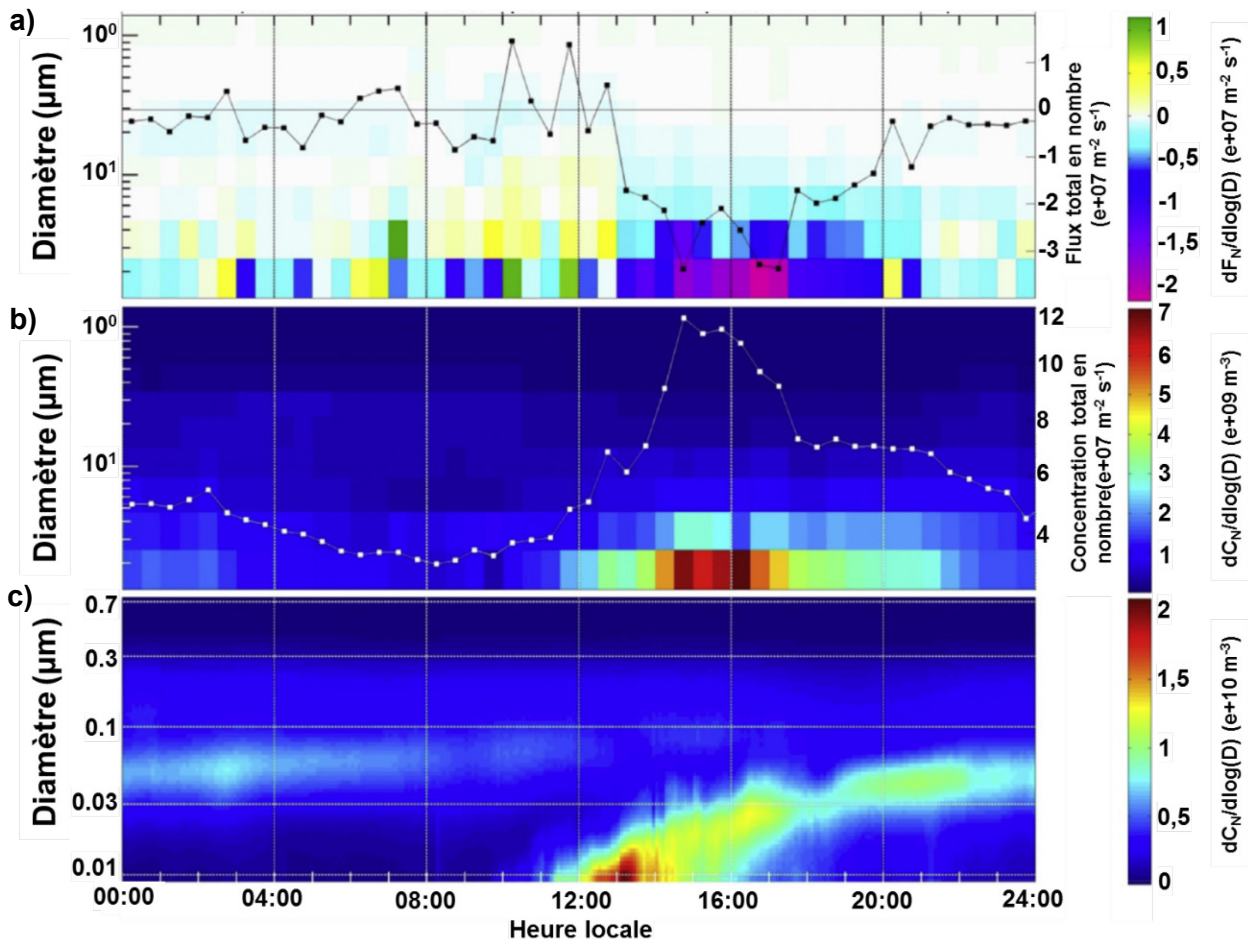 a)
Diamètre (µm)
10⁰
10¹
1
0
-1
-2
-3
Flux total en nombre
(e+07 m⁻² s⁻¹)
1
0,5
0
-0,5
-1
-1,5
-2
dF_N/dlog(D) (e+07 m⁻² s⁻¹)
b)
Diamètre (µm)
10⁰
10¹
12
10
8
6
4
Concentration total en
nombre(e+07 m⁻² s⁻¹)
7
6
5
4
3
2
1
dC_N/dlog(D) (e+09 m⁻³)
c)
Diamètre (µm)
0.7
0.3
0.1
0.03
0.01
2
1,5
1
0,5
0
dC_N/dlog(D) (e+10 m⁻³)
00:00 04:00 08:00 12:00 16:00 20:00 24:00
Heure locale